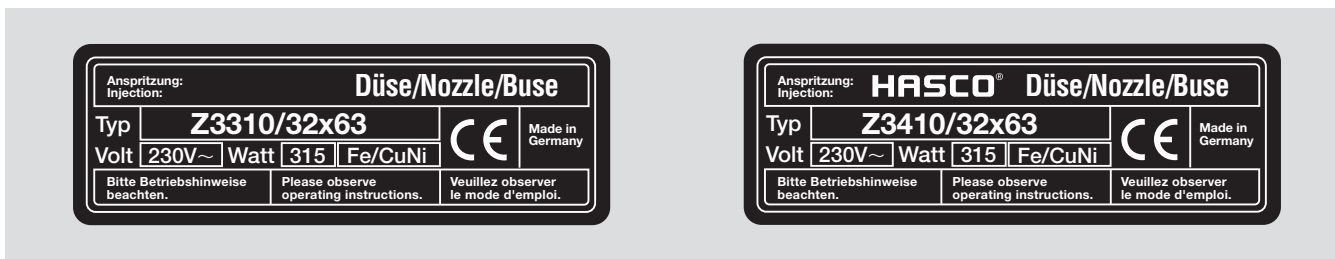 Anspritzung:
Injection:
Düse/Nozzle/Buse
Typ Z3310/32x63
Volt 230V~ Watt 315 Fe/CuNi
CE
Made in
Germany
Bitte Betriebshinweise
beachten.
Please observe
operating instructions.
Veuillez observer
le mode d'emploi.
Anspritzung:
Injection:
HASCO® Düse/Nozzle/Buse
Typ Z3410/32x63
Volt 230V~ Watt 315 Fe/CuNi
CE
Made in
Germany
Bitte Betriebshinweise
beachten.
Please observe
operating instructions.
Veuillez observer
le mode d'emploi.